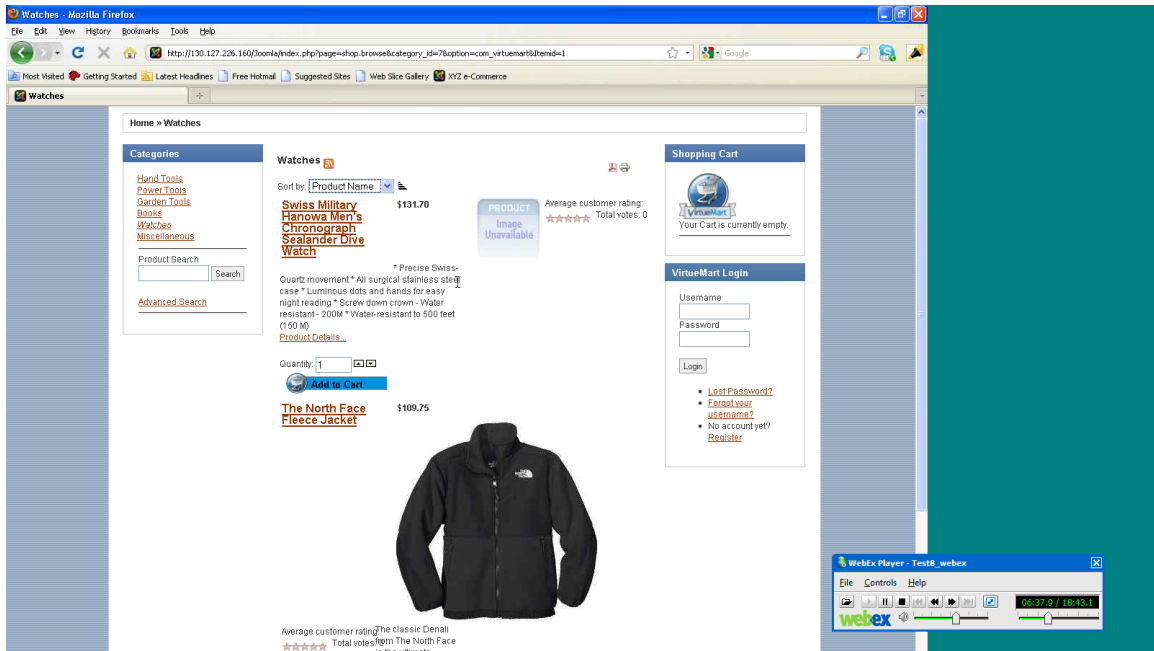 Watches - Mozilla Firefox
File Edit View History Bookmarks Tools Help
http://130.127.226.160/Joomla/index.php?page=shop.browse&category_id=7&option=com_virtuemart&Itemid=1
Google
Most Visited Getting Started Latest Headlines Free Hotmail Suggested Sites Web Slice Gallery XYZ e-Commerce
Watches
Home » Watches
Categories
Hand Tools
Power Tools
Garden Tools
Books
Watches
Miscellaneous
Product Search
Search
Advanced Search
Watches
Sort by: Product Name
Swiss Military
Hanowa Men's
Chronograph
Sealander Dive
Watch
$131.70
PRODUCT
Image
Unavailable
Average customer rating:
Total votes: 0
* Precise Swiss-
Quartz movement * All surgical stainless steel
case * Luminous dots and hands for easy
night reading * Screw down crown - Water
resistant - 200M * Water-resistant to 500 feet
(150 M)
Product Details...
Quantity: 1
Add to Cart
The North Face
Fleece Jacket
$109.75
THE NORTH FACE
Average customer rating:
Total votes: 0
The classic Denali
from The North Face
is the ultimate
Shopping Cart
VirtueMart
Your Cart is currently empty.
VirtueMart Login
Username
Password
Login
Lost Password?
Forgot your
username?
No account yet?
Register
WebEx Player - Test8_webex
File Controls Help
06:37.9 / 18:43.1
webex